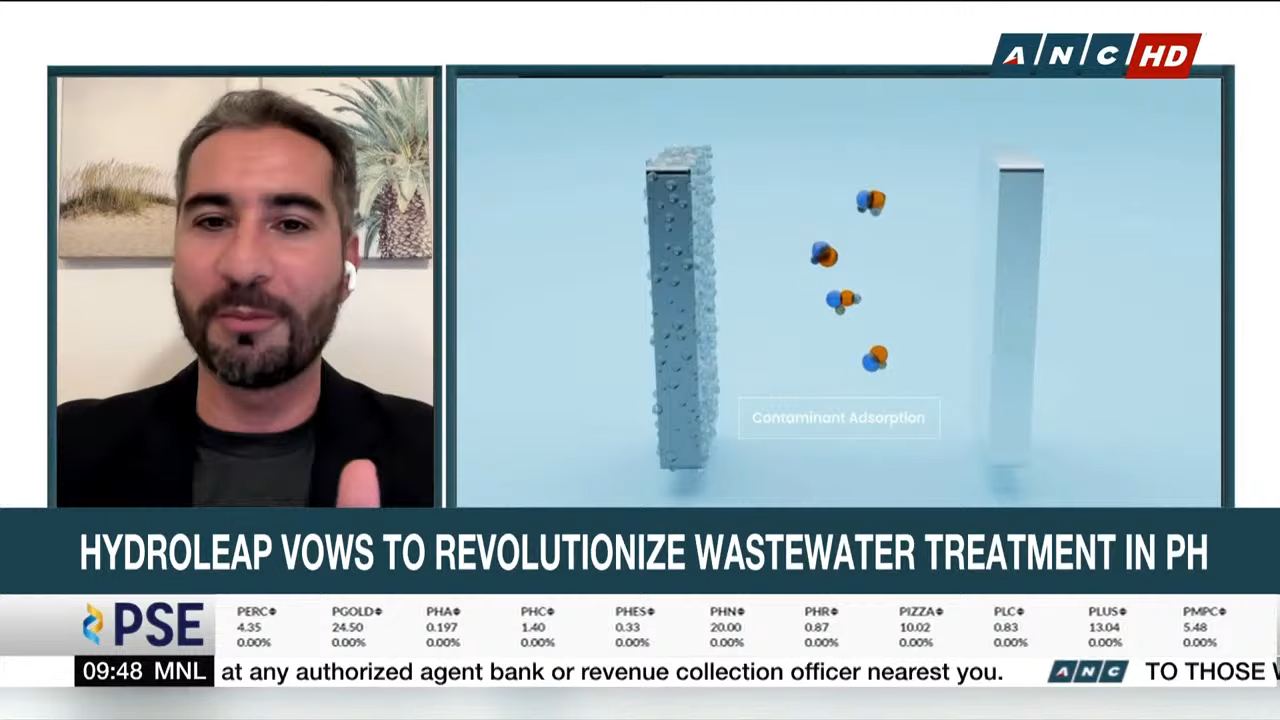 ANC HD
Contaminant Adsorption
HYDROLEAP VOWS TO REVOLUTIONIZE WASTEWATER TREATMENT IN PH
PSE
PERC PGOLD PHA PHC PHES PHN PHR PIZZA PLC PLUS PMPC
4.35 24.50 0.197 1.40 0.33 20.00 0.87 10.02 0.83 13.04 5.48
0.00% 0.00% 0.00% 0.00% 0.00% 0.00% 0.00% 0.00% 0.00% 0.00% 0.00%
09:48 MNL at any authorized agent bank or revenue collection officer nearest you. ANC TO THOSE